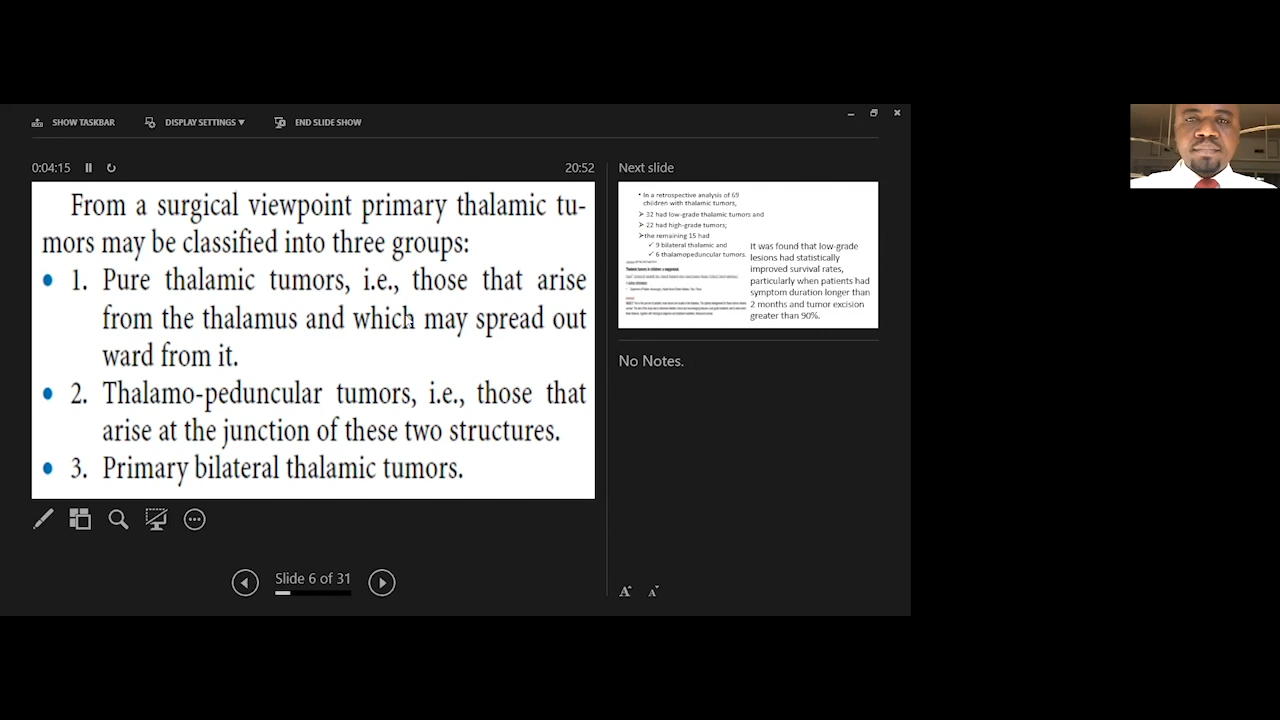 SHOW TASKBAR
DISPLAY SETTINGS ▼
END SLIDE SHOW
0:04:15
20:52
From a surgical viewpoint primary thalamic tu-
mors may be classified into three groups:
• 1. Pure thalamic tumors, i.e., those that arise
from the thalamus and which may spread out
ward from it.
• 2. Thalamo-peduncular tumors, i.e., those that
arise at the junction of these two structures.
• 3. Primary bilateral thalamic tumors.
Slide 6 of 31
Next slide
• In a retrospective analysis of 69
children with thalamic tumors,
➢ 32 had low-grade thalamic tumors and
➢ 22 had high-grade tumors;
➢the remaining 15 had
✓ 9 bilateral thalamic and
✓ 6 thalamopeduncular tumors.
Thalamic tumors in children: a reappraisal.
It was found that low-grade
lesions had statistically
improved survival rates,
particularly when patients had
symptom duration longer than
2 months and tumor excision
greater than 90%.
No Notes.
A A